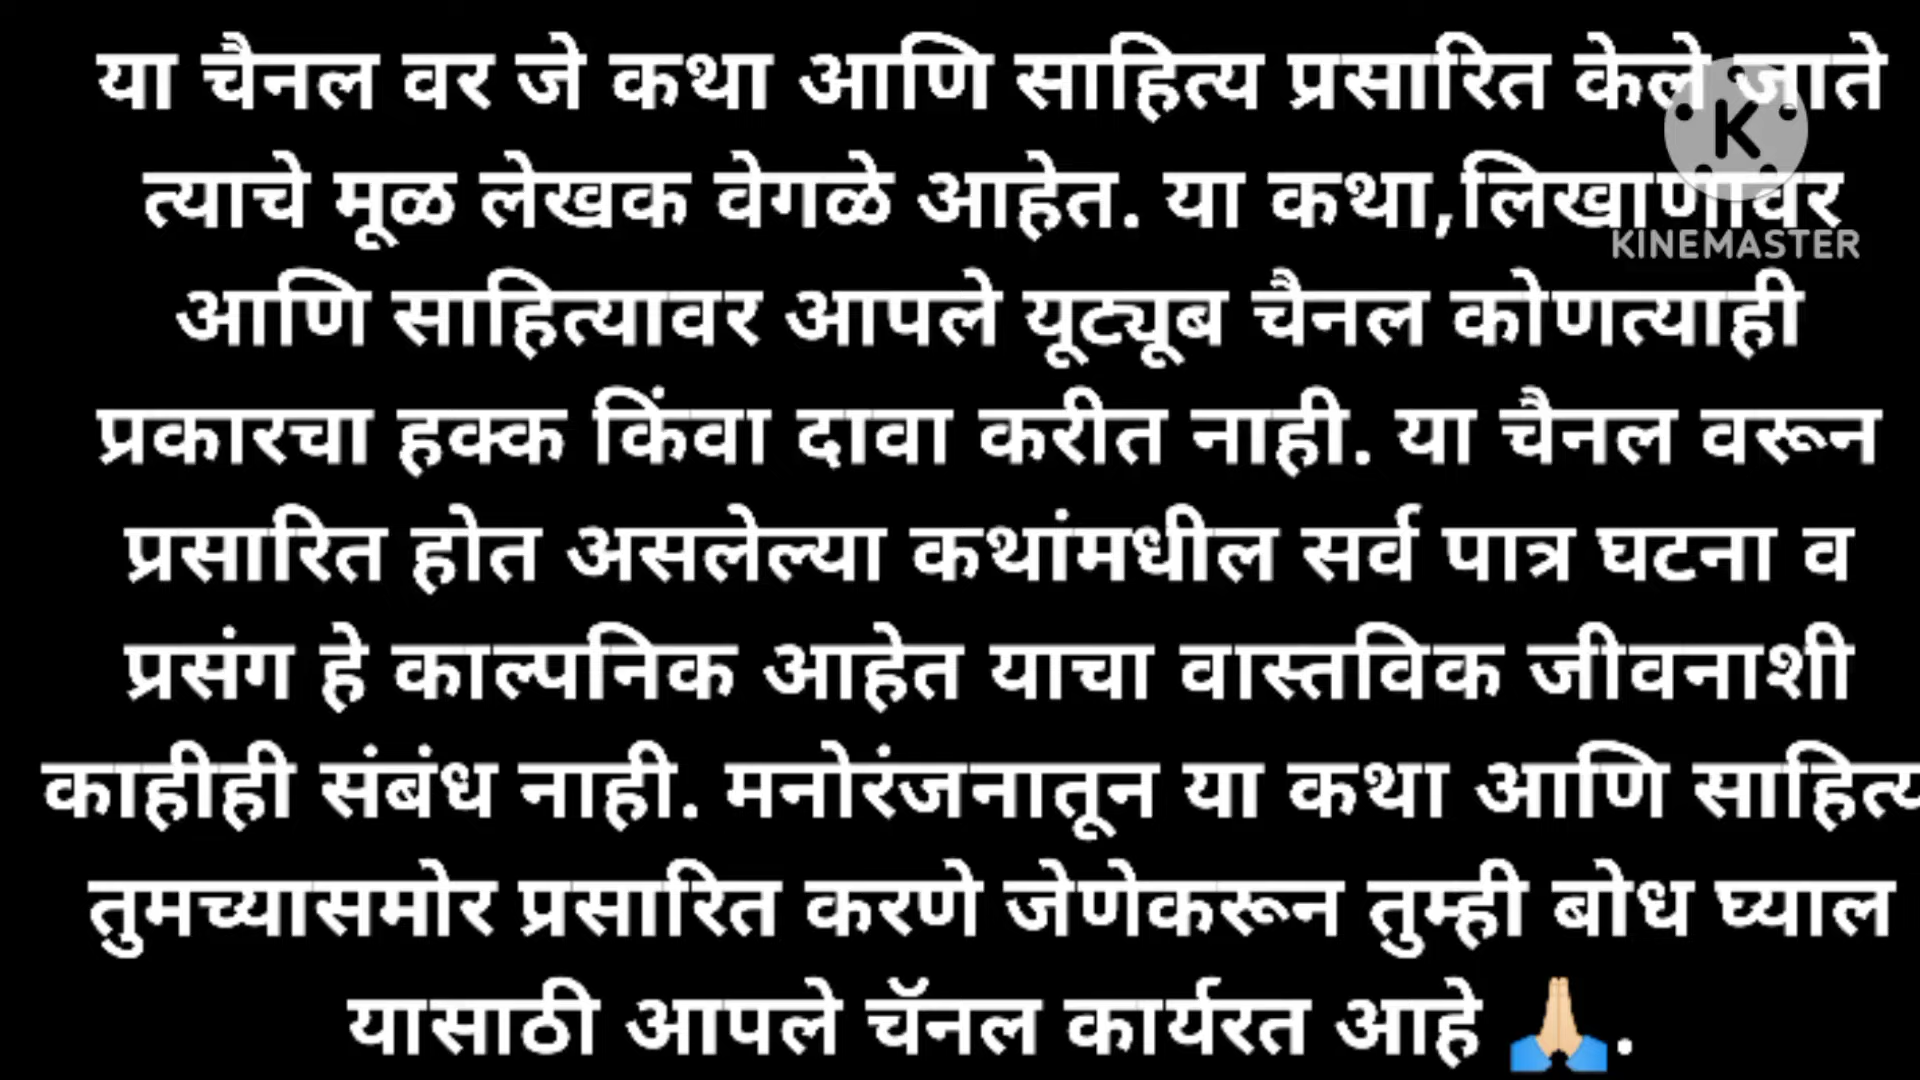 या चैनल वर जे कथा आणि साहित्य प्रसारित केले जाते
त्याचे मूळ लेखक वेगळे आहेत. या कथा,लिखाणावर
KINEMASTER
आणि साहित्यावर आपले यूट्यूब चैनल कोणत्याही
प्रकारचा हक्क किंवा दावा करीत नाही. या चैनल वरून
प्रसारित होत असलेल्या कथांमधील सर्व पात्र घटना व
प्रसंग हे काल्पनिक आहेत याचा वास्तविक जीवनाशी
काहीही संबंध नाही. मनोरंजनातून या कथा आणि साहित्य
तुमच्यासमोर प्रसारित करणे जेणेकरून तुम्ही बोध घ्याल
यासाठी आपले चॅनल कार्यरत आहे 🙏🏻.